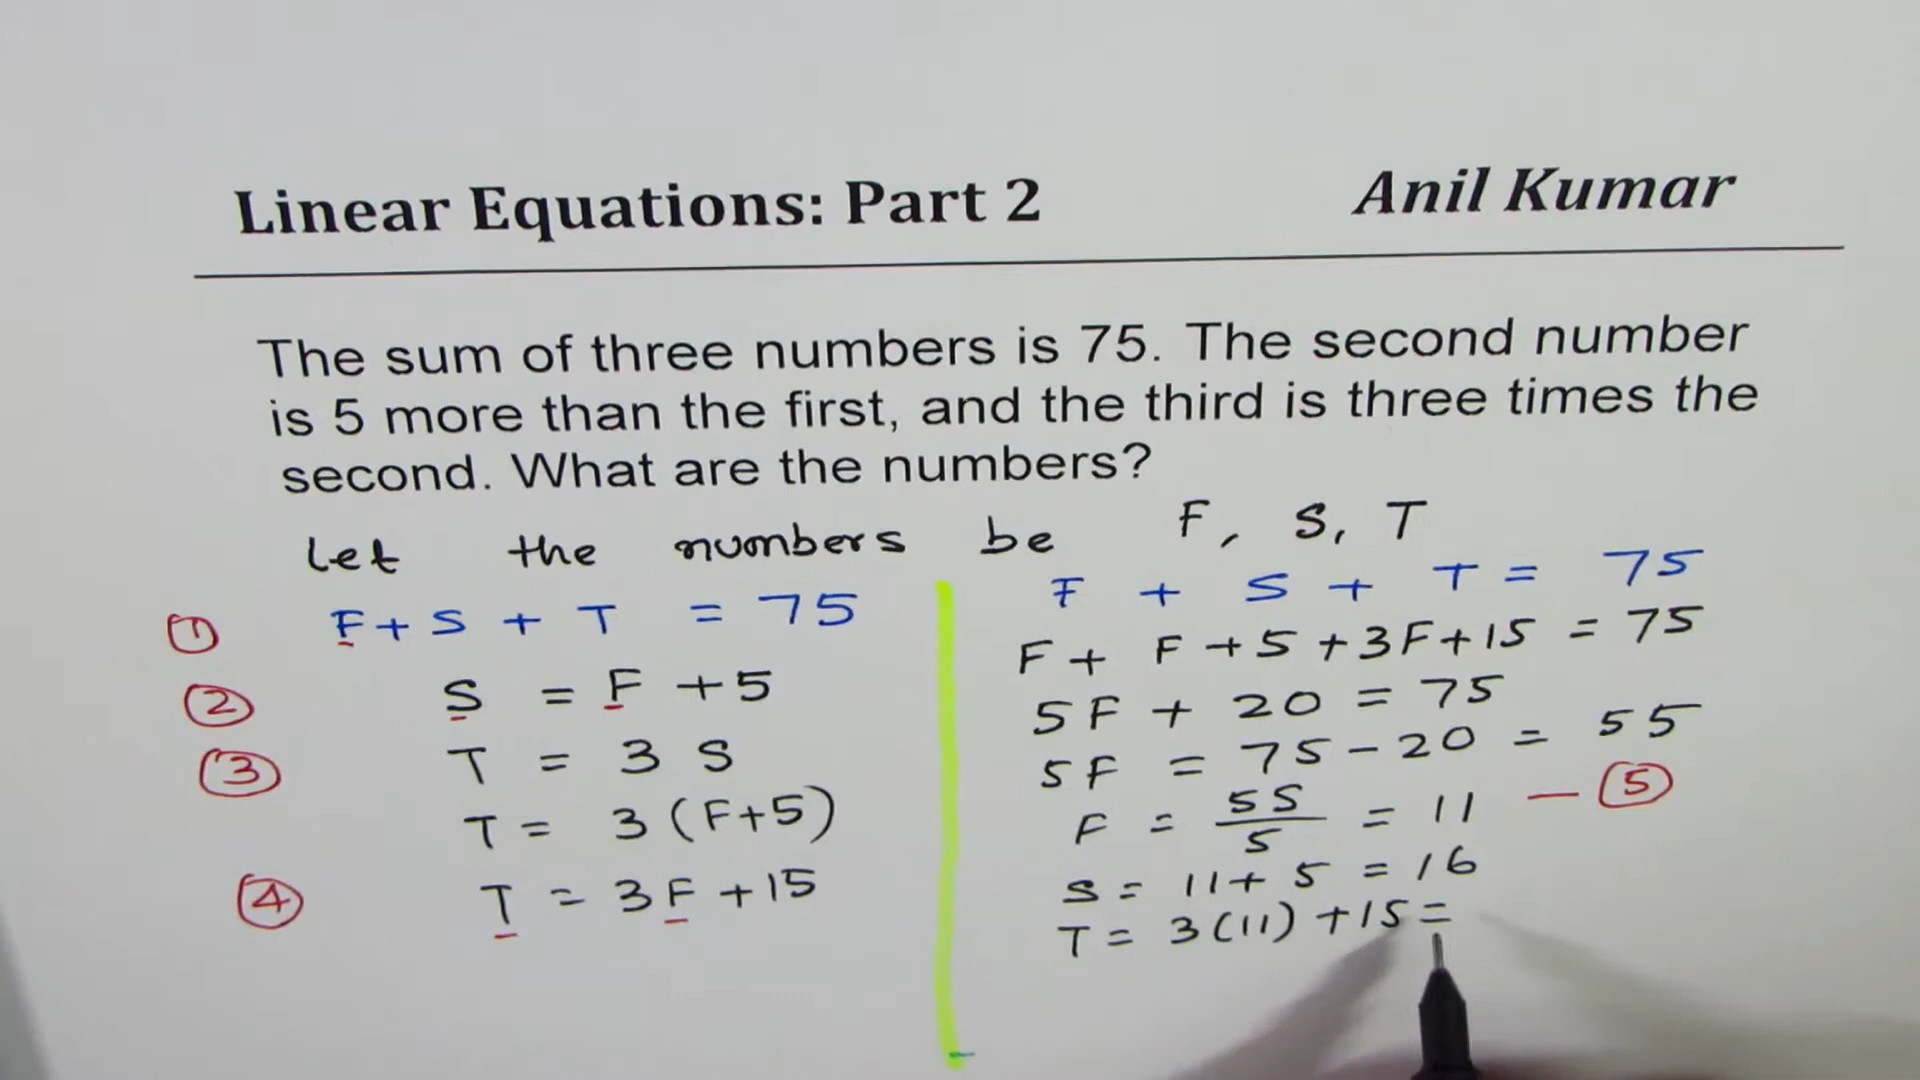 Linear Equations: Part 2 Anil Kumar
The sum of three numbers is 75. The second number
is 5 more than the first, and the third is three times the
second. What are the numbers?
Let the numbers be F, S, T
① F + S + T = 75
② S = F + 5
③ T = 3 S
T = 3 (F+5)
④ T = 3F + 15
F + S + T = 75
F + F + 5 + 3F + 15 = 75
5F + 20 = 75
5F = 75 - 20 = 55
F = 55/5 = 11 — ⑤
S = 11 + 5 = 16
T = 3 (11) + 15 =